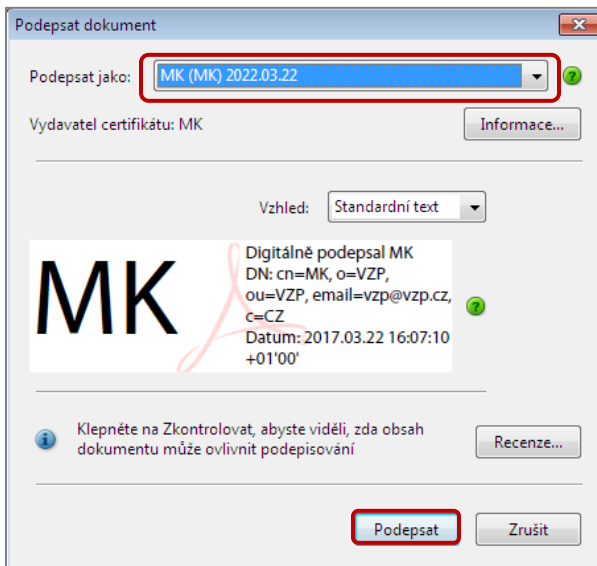 Podepsat dokument
Podepsat jako: MK (MK) 2022.03.22 ?
Vydavatel certifikátu: MK Informace...
Vzhled: Standardní text
MK
Digitálně podepsal MK
DN: cn=MK, o=VZP,
ou=VZP, email=vzp@vzp.cz,
c=CZ
Datum: 2017.03.22 16:07:10
+01'00'
?
Klepněte na Zkontrolovat, abyste viděli, zda obsah
dokumentu může ovlivnit podepisování
Recenze...
Podepsat Zrušit